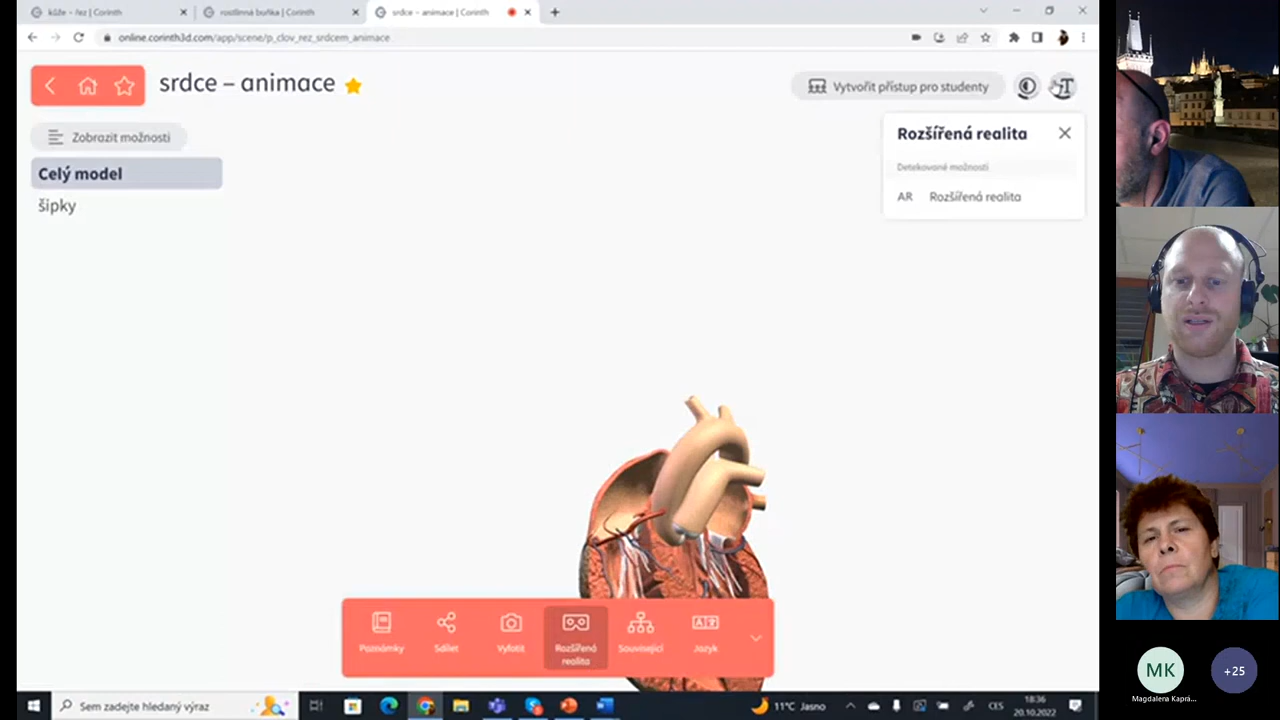 kůže – řez | Corinth
rostlinná buňka | Corinth
srdce – animace | Corinth
online.corinth3d.com/app/scene/p_clov_rez_srdcem_animace
srdce – animace
Vytvořit přístup pro studenty
Zobrazit možnosti
Celý model
šipky
Rozšířená realita
Detekované možnosti
AR Rozšířená realita
Poznámky
Sdílet
Vyfotit
Rozšířená
realita
Související
Jazyk
Sem zadejte hledaný výraz
11°C Jasno
CES
18:36
20.10.2022
MK
Magdalena Kaprá...
+25